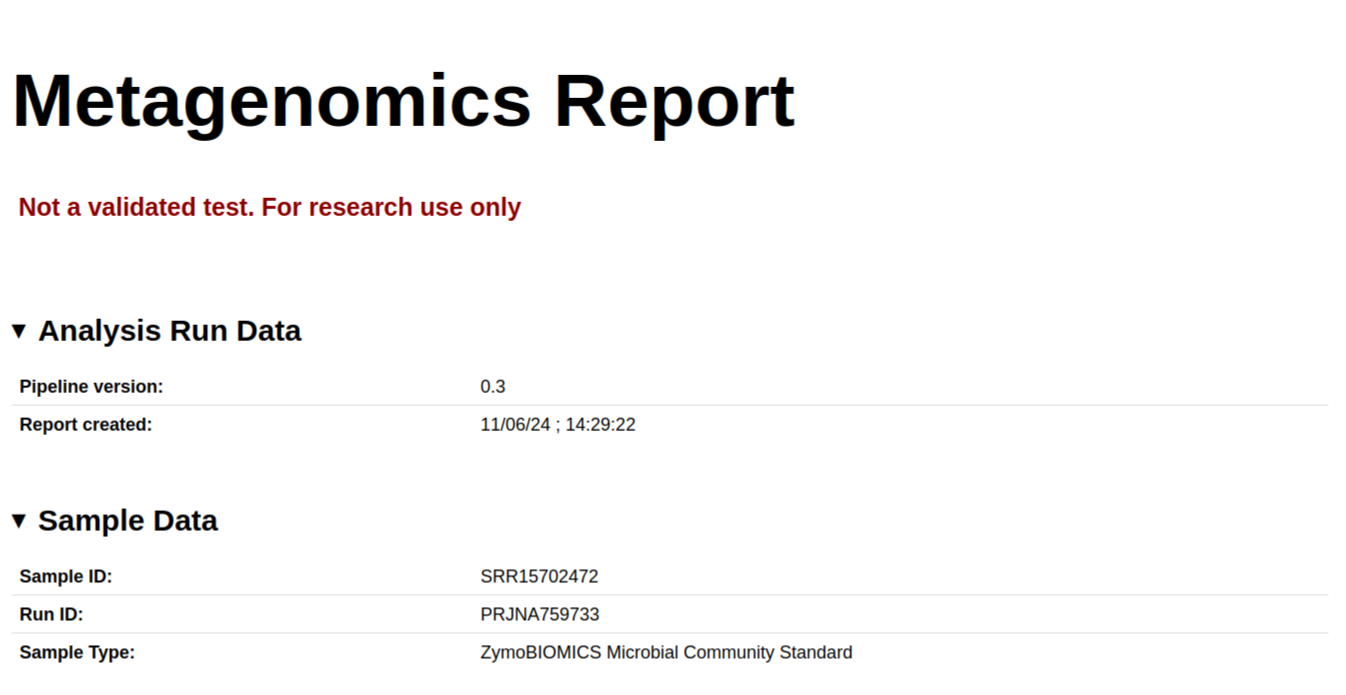 Metagenomics Report
Not a validated test. For research use only
▼ Analysis Run Data
Pipeline version: 0.3
Report created: 11/06/24 ; 14:29:22
▼ Sample Data
Sample ID: SRR15702472
Run ID: PRJNA759733
Sample Type: ZymoBIOMICS Microbial Community Standard